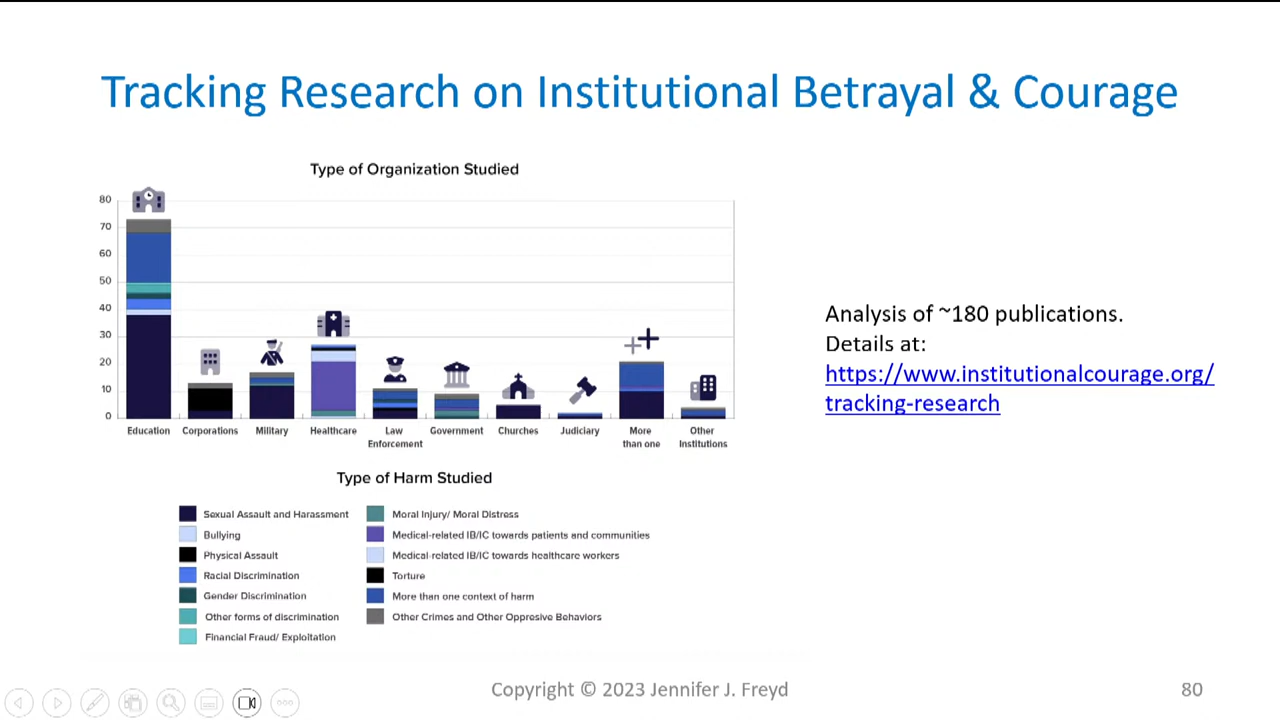 Tracking Research on Institutional Betrayal & Courage
Type of Organization Studied
80
70
60
50
40
30
20
10
0
Education
Corporations
Military
Healthcare
Law
Enforcement
Government
Churches
Judiciary
More
than one
Other
Institutions
Type of Harm Studied
Sexual Assault and Harassment
Bullying
Physical Assault
Racial Discrimination
Gender Discrimination
Other forms of discrimination
Financial Fraud/ Exploitation
Moral Injury/ Moral Distress
Medical-related IB/IC towards patients and communities
Medical-related IB/IC towards healthcare workers
Torture
More than one context of harm
Other Crimes and Other Oppresive Behaviors
Analysis of ~180 publications.
Details at:
https://www.institutionalcourage.org/
tracking-research
Copyright © 2023 Jennifer J. Freyd
80